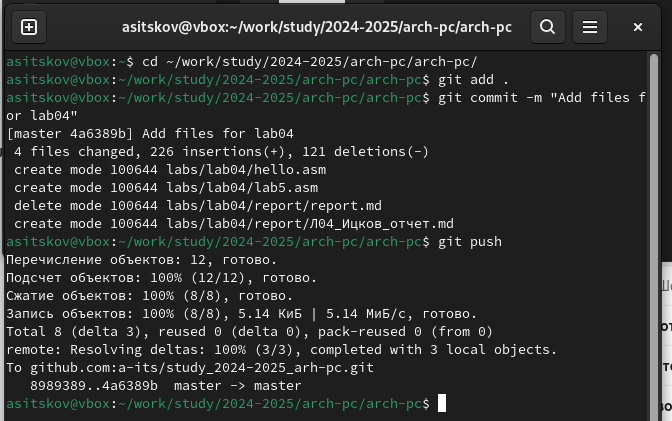 asitskov@vbox:~/work/study/2024-2025/arch-pc/arch-pc
asitskov@vbox:~$ cd ~/work/study/2024-2025/arch-pc/arch-pc/
asitskov@vbox:~/work/study/2024-2025/arch-pc/arch-pc$ git add .
asitskov@vbox:~/work/study/2024-2025/arch-pc/arch-pc$ git commit -m "Add files f
or lab04"
[master 4a6389b] Add files for lab04
 4 files changed, 226 insertions(+), 121 deletions(-)
 create mode 100644 labs/lab04/hello.asm
 create mode 100644 labs/lab04/lab5.asm
 delete mode 100644 labs/lab04/report/report.md
 create mode 100644 labs/lab04/report/Л04_Ицков_отчет.md
asitskov@vbox:~/work/study/2024-2025/arch-pc/arch-pc$ git push
Перечисление объектов: 12, готово.
Подсчет объектов: 100% (12/12), готово.
Сжатие объектов: 100% (8/8), готово.
Запись объектов: 100% (8/8), 5.14 КиБ | 5.14 МиБ/с, готово.
Total 8 (delta 3), reused 0 (delta 0), pack-reused 0 (from 0)
remote: Resolving deltas: 100% (3/3), completed with 3 local objects.
To github.com:a-its/study_2024-2025_arh-pc.git
   8989389..4a6389b  master -> master
asitskov@vbox:~/work/study/2024-2025/arch-pc/arch-pc$